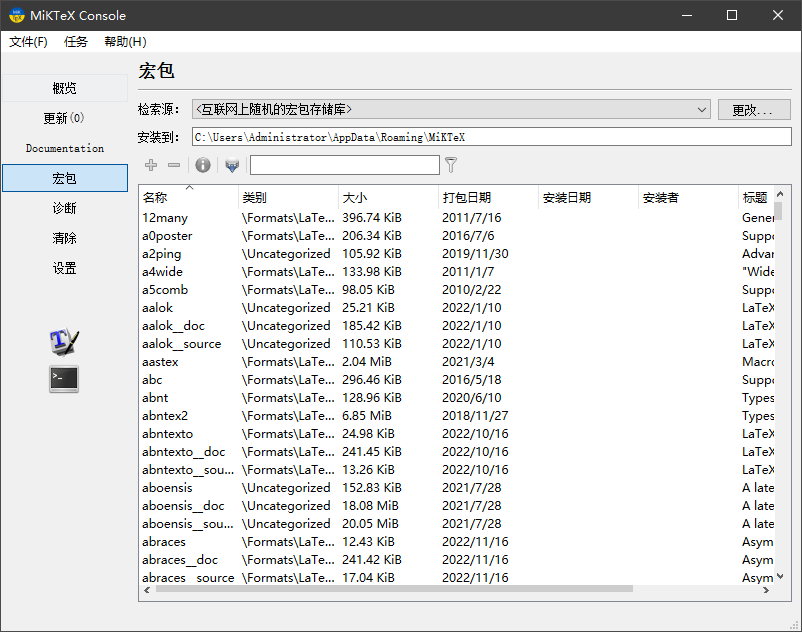 MiKTeX Console
文件(F) 任务 帮助(H)
概览
更新(0)
Documentation
宏包
诊断
清除
设置
宏包
检索源: <互联网上随机的宏包存储库> 更改...
安装到: C:\Users\Administrator\AppData\Roaming\MiKTeX
名称 类别 大小 打包日期 安装日期 安装者 标题
12many \Formats\LaTe... 396.74 KiB 2011/7/16 Gener
a0poster \Formats\LaTe... 206.34 KiB 2016/7/6 Suppo
a2ping \Uncategorized 105.92 KiB 2019/11/30 Advar
a4wide \Formats\LaTe... 133.98 KiB 2011/1/7 "Wide
a5comb \Formats\LaTe... 98.05 KiB 2010/2/22 Suppo
aalok \Uncategorized 25.21 KiB 2022/1/10 LaTeX
aalok__doc \Uncategorized 185.42 KiB 2022/1/10 LaTeX
aalok__source \Uncategorized 110.53 KiB 2022/1/10 LaTeX
aastex \Formats\LaTe... 2.04 MiB 2021/3/4 Macro
abc \Formats\LaTe... 296.46 KiB 2016/5/18 Suppo
abnt \Formats\LaTe... 128.96 KiB 2020/6/10 Types
abntex2 \Formats\LaTe... 6.85 MiB 2018/11/27 Types
abntexto \Formats\LaTe... 24.98 KiB 2022/10/16 LaTeX
abntexto__doc \Formats\LaTe... 241.45 KiB 2022/10/16 LaTeX
abntexto__sou... \Formats\LaTe... 13.26 KiB 2022/10/16 LaTeX
aboensis \Uncategorized 152.83 KiB 2021/7/28 A late
aboensis__doc \Uncategorized 18.08 MiB 2021/7/28 A late
aboensis__sou... \Uncategorized 20.05 MiB 2021/7/28 A late
abraces \Formats\LaTe... 12.43 KiB 2022/11/16 Asym
abraces__doc \Formats\LaTe... 241.42 KiB 2022/11/16 Asym
abraces__source \Formats\LaTe... 17.04 KiB 2022/11/16 Asym